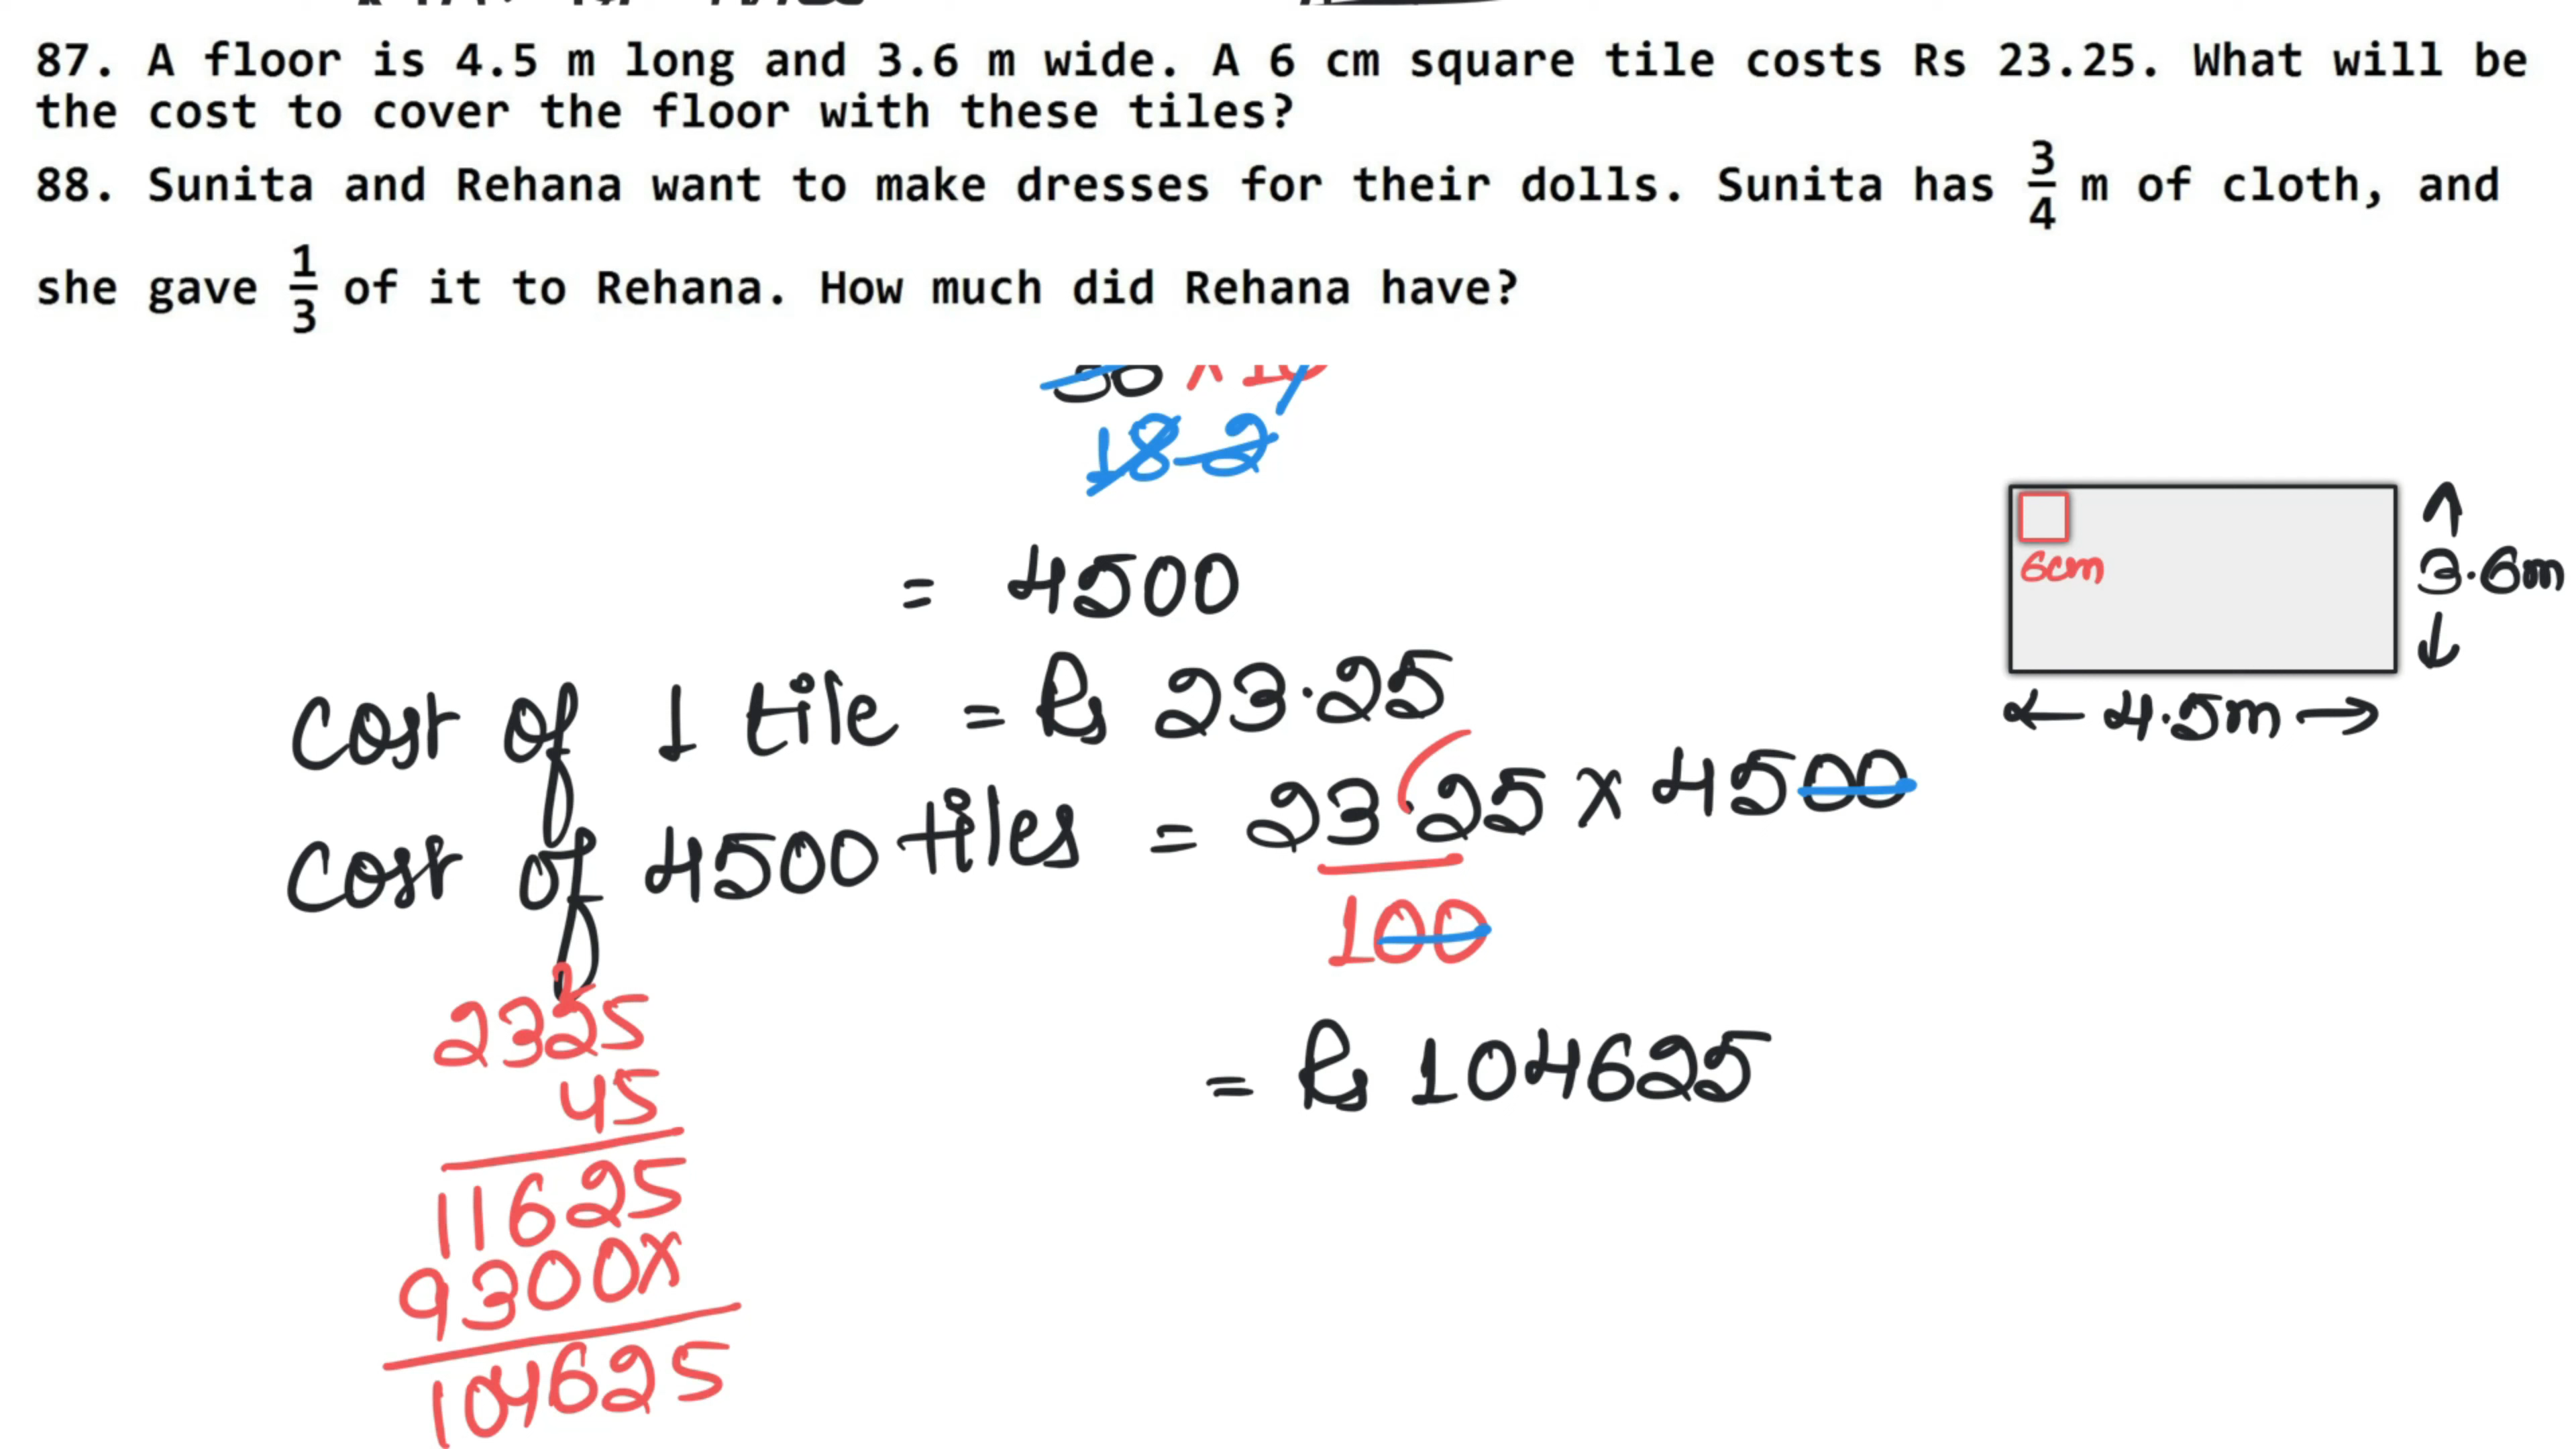 87. A floor is 4.5 m long and 3.6 m wide. A 6 cm square tile costs Rs 23.25. What will be
the cost to cover the floor with these tiles?
88. Sunita and Rehana want to make dresses for their dolls. Sunita has 3/4 m of cloth, and
she gave 1/3 of it to Rehana. How much did Rehana have?
18 2
= 4500
6cm
3.6m
4.5m
Cost of 1 tile = Rs 23.25
Cost of 4500 tiles = 23.25 x 4500
100
= Rs 104625
2
2325
45
11625
9300x
104625